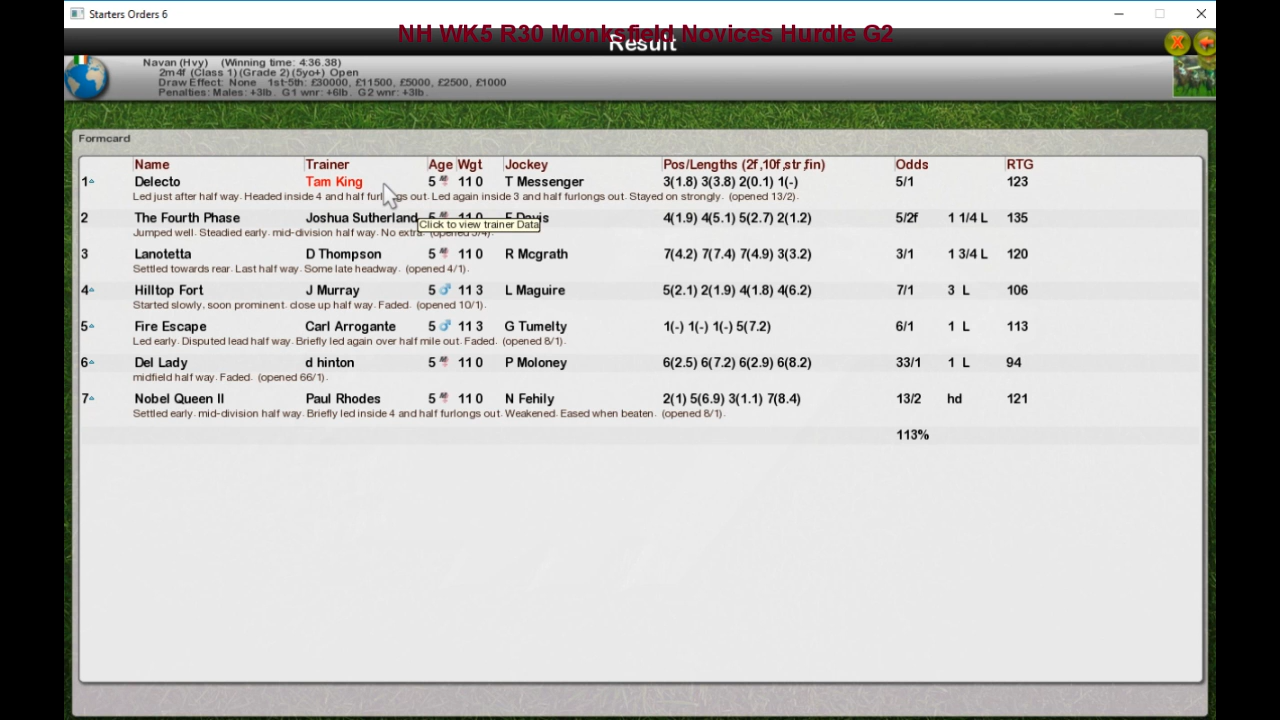 Starters Orders 6
NH WK5 R30 Monksfield Novices Hurdle G2
Result
Navan (Hvy) (Winning time: 4:36.38)
2m4f (Class 1) (Grade 2) (5yo+) Open
Draw Effect: None 1st-5th: £30000, £11500, £5000, £2500, £1000
Penalties: Males: +3lb. G1 wnr: +6lb. G2 wnr: +3lb.
Formcard
Name Trainer Age Wgt Jockey Pos/Lengths (2f,10f,str,fin) Odds RTG
1 Delecto Tam King 5 11 0 T Messenger 3(1.8) 3(3.8) 2(0.1) 1(-) 5/1 123
Led just after half way. Headed inside 4 and half furlongs out. Led again inside 3 and half furlongs out. Stayed on strongly. (opened 13/2).
2 The Fourth Phase Joshua Sutherland 5 11 0 Davis 4(1.9) 4(5.1) 5(2.7) 2(1.2) 5/2f 1 1/4 L 135
Click to view trainer Data
Jumped well. Steadied early. mid-division half way. No extra. (opened
3 Lanotetta D Thompson 5 11 0 R Mcgrath 7(4.2) 7(7.4) 7(4.9) 3(3.2) 3/1 1 3/4 L 120
Settled towards rear. Last half way. Some late headway. (opened 4/1).
4 Hilltop Fort J Murray 5 11 3 L Maguire 5(2.1) 2(1.9) 4(1.8) 4(6.2) 7/1 3 L 106
Started slowly, soon prominent. close up half way. Faded. (opened 10/1).
5 Fire Escape Carl Arrogante 5 11 3 G Tumelty 1(-) 1(-) 1(-) 5(7.2) 6/1 1 L 113
Led early. Disputed lead half way. Briefly led again over half mile out. Faded. (opened 8/1).
6 Del Lady d hinton 5 11 0 P Moloney 6(2.5) 6(7.2) 6(2.9) 6(8.2) 33/1 1 L 94
midfield half way. Faded. (opened 66/1).
7 Nobel Queen II Paul Rhodes 5 11 0 N Fehily 2(1) 5(6.9) 3(1.1) 7(8.4) 13/2 hd 121
Settled early. mid-division half way. Briefly led inside 4 and half furlongs out. Weakened. Eased when beaten. (opened 8/1).
113%